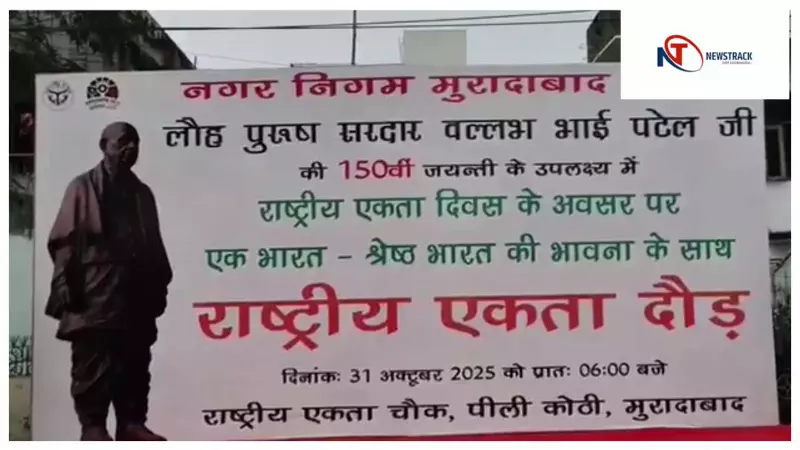 NT NEWSTRACK
नगर निगम मुरादाबाद
लौह पुरूष सरदार वल्लभ भाई पटेल जी
की 150वीं जयन्ती के उपलक्ष्य में
राष्ट्रीय एकता दिवस के अवसर पर
एक भारत - श्रेष्ठ भारत की भावना के साथ
राष्ट्रीय एकता दौड़
दिनांक: 31 अक्टूबर 2025 को प्रातः 06:00 बजे
राष्ट्रीय एकता चौक, पीली कोठी, मुरादाबाद